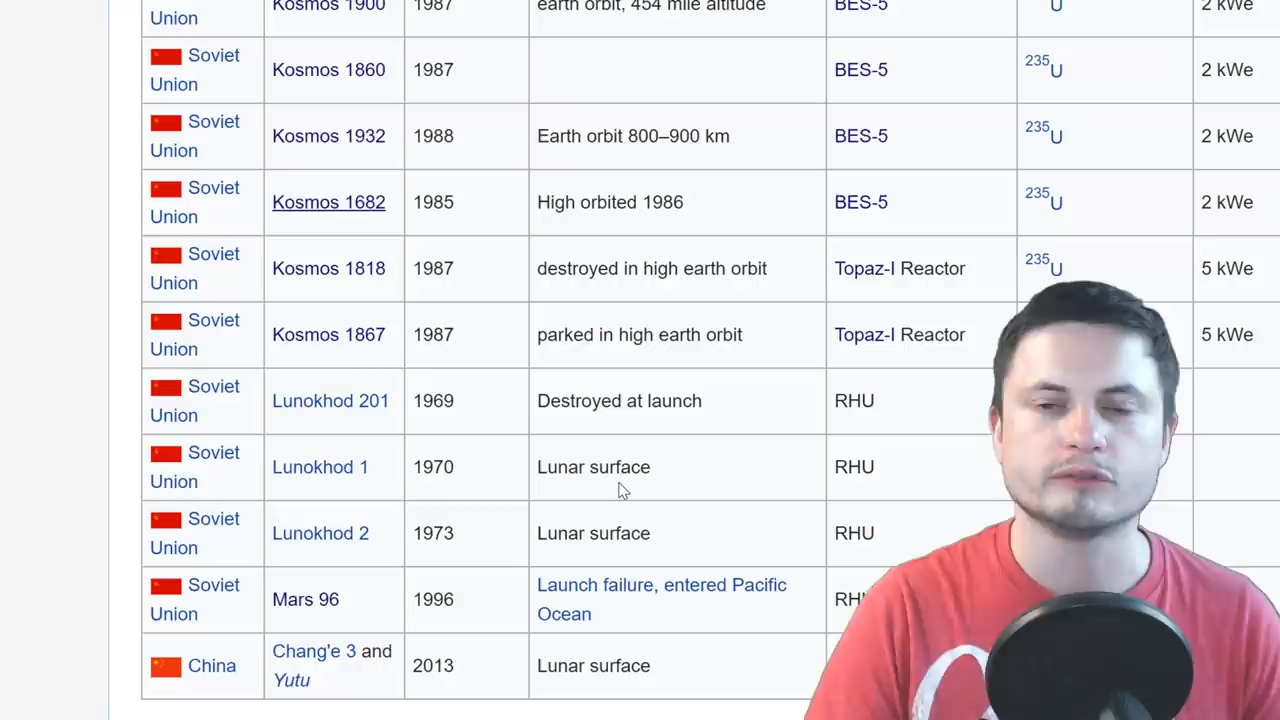 Kosmos 1900 1987 earth orbit, 454 mile altitude BES-5 U 2 kWe
Union
Soviet
Union Kosmos 1860 1987 BES-5 235U 2 kWe
Soviet
Union Kosmos 1932 1988 Earth orbit 800–900 km BES-5 235U 2 kWe
Soviet
Union Kosmos 1682 1985 High orbited 1986 BES-5 235U 2 kWe
Soviet
Union Kosmos 1818 1987 destroyed in high earth orbit Topaz-I Reactor 235U 5 kWe
Soviet
Union Kosmos 1867 1987 parked in high earth orbit Topaz-I Reactor 5 kWe
Soviet
Union Lunokhod 201 1969 Destroyed at launch RHU
Soviet
Union Lunokhod 1 1970 Lunar surface RHU
Soviet
Union Lunokhod 2 1973 Lunar surface RHU
Soviet
Union Mars 96 1996 Launch failure, entered Pacific
Ocean
China Chang'e 3 and
Yutu 2013 Lunar surface